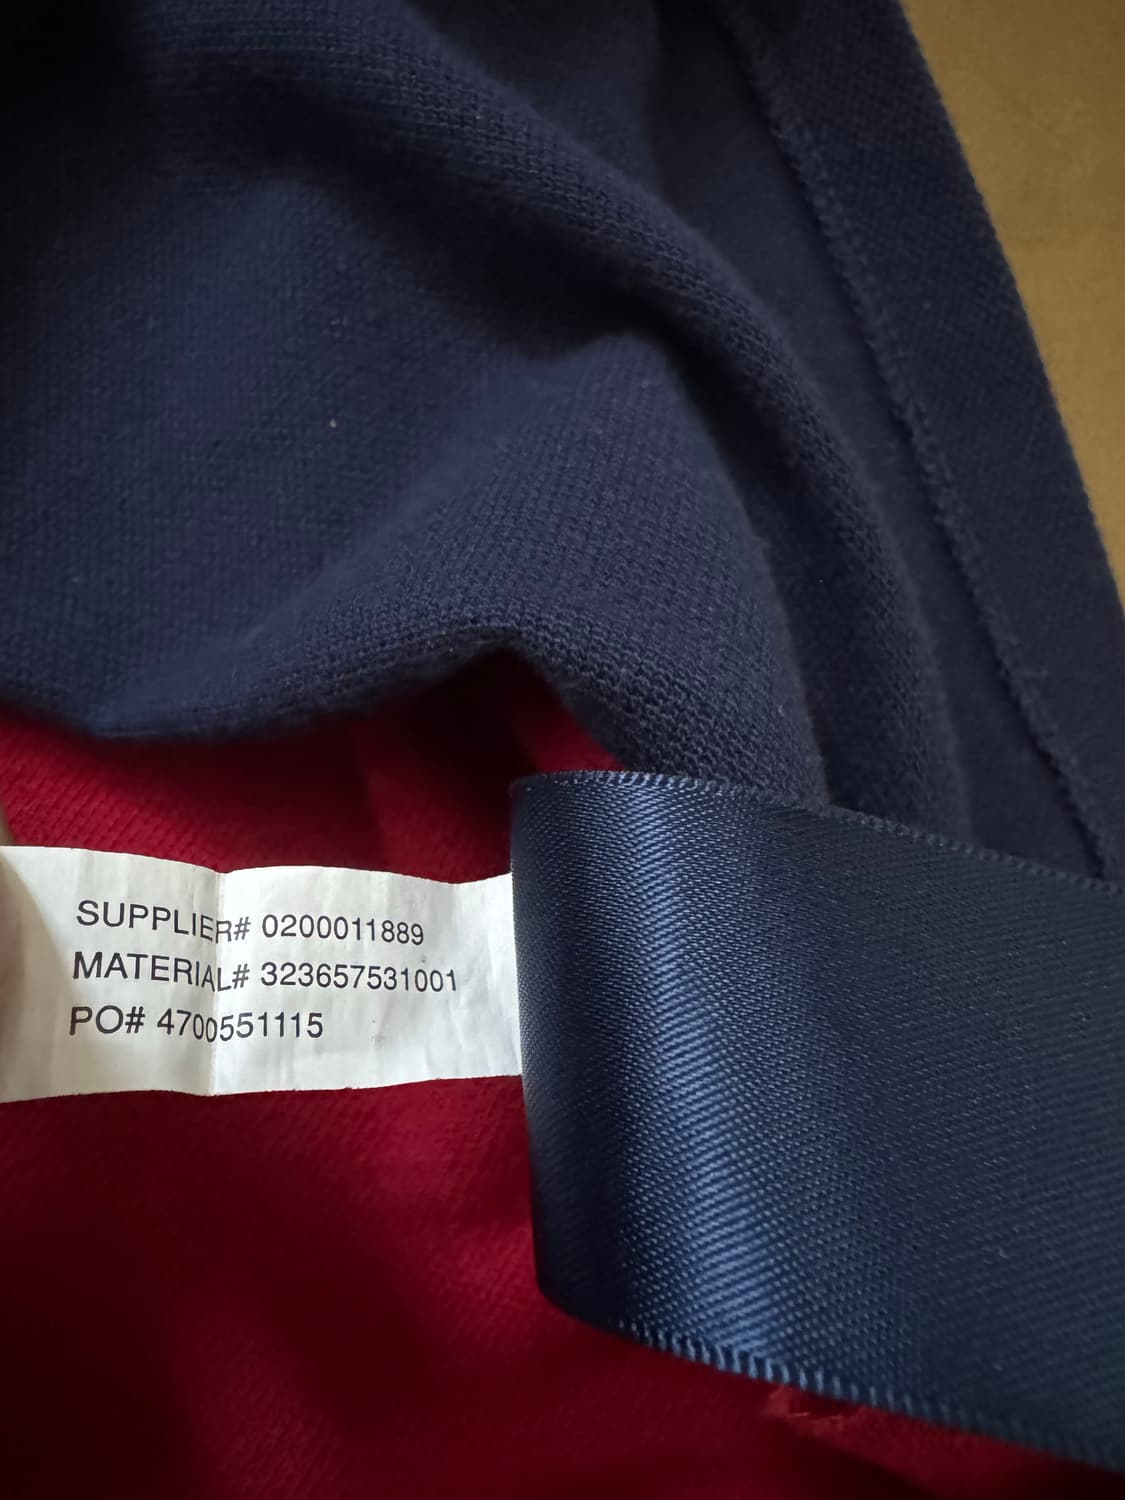 SUPPLIER# 0200011889
MATERIAL# 323657531001
PO# 4700551115